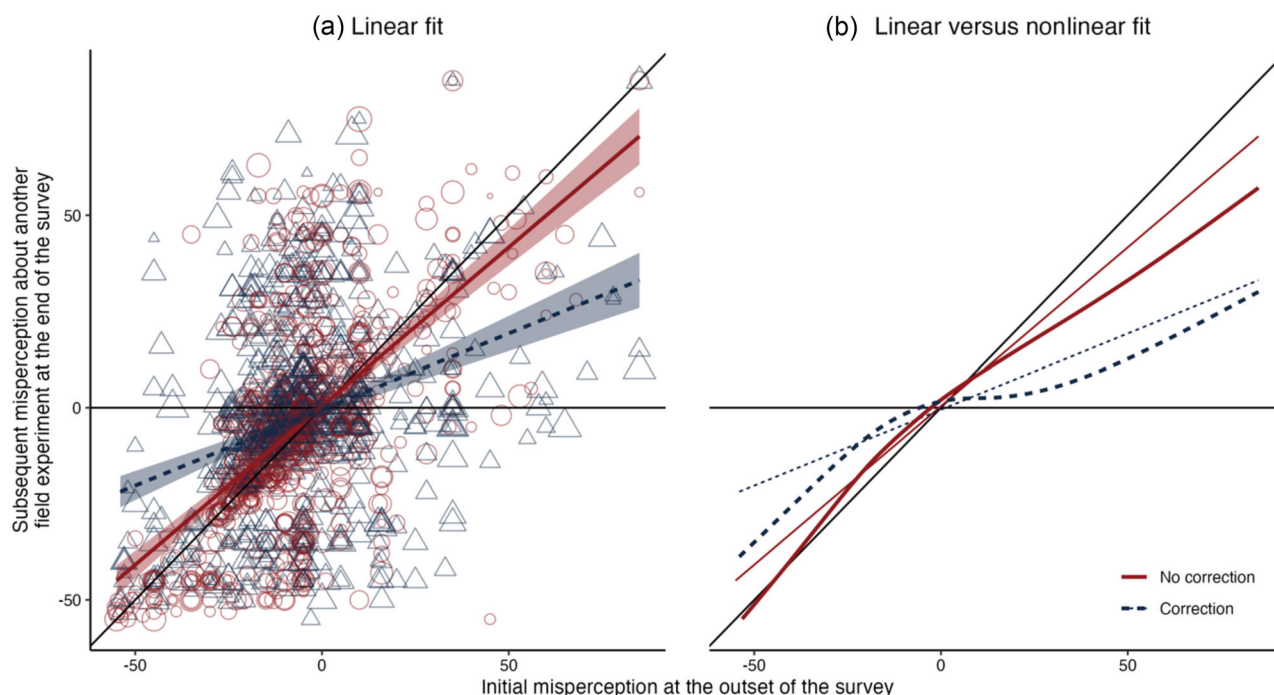 (a) Linear fit
(b) Linear versus nonlinear fit
Subsequent misperception about another
field experiment at the end of the survey
50
0
-50
No correction
Correction
-50
0
50
-50
0
50
Initial misperception at the outset of the survey